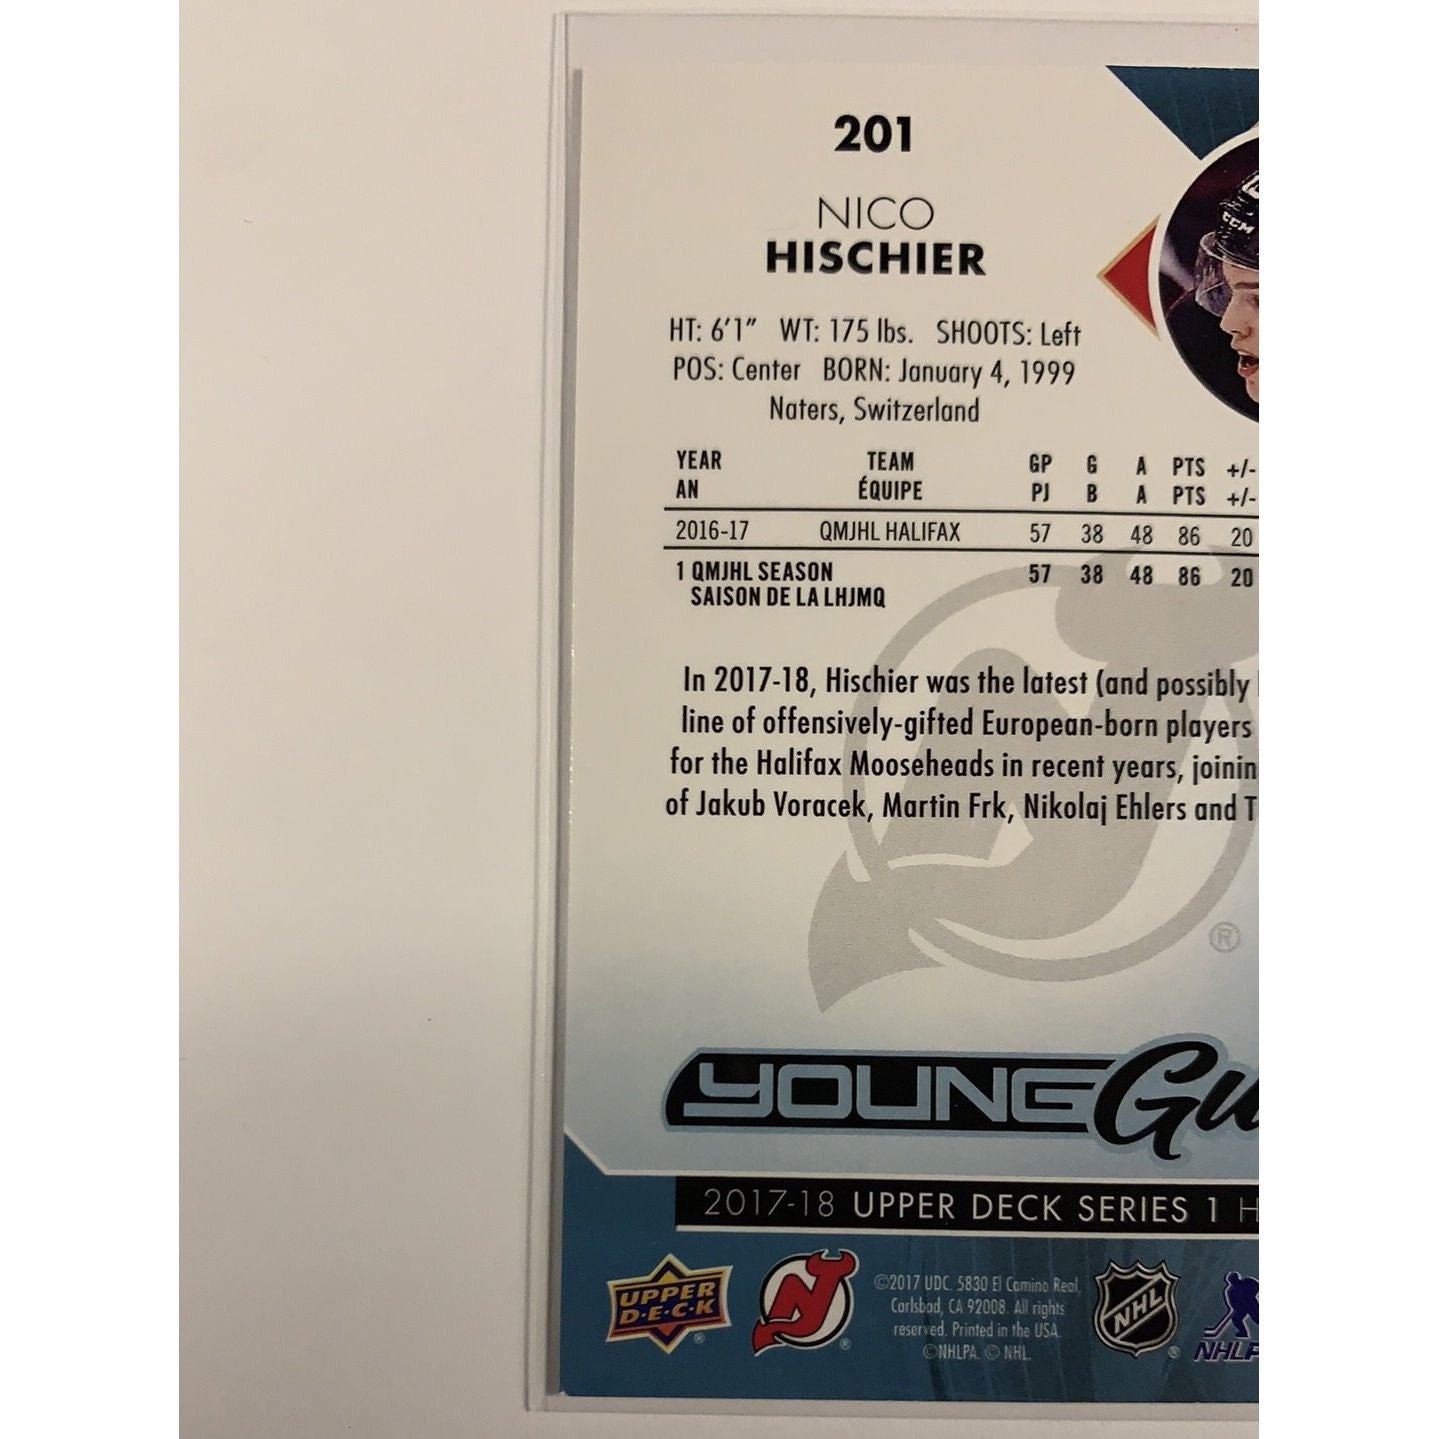 201
NICO
HISCHIER
HT: 6'1" WT: 175 lbs. SHOOTS: Left
POS: Center BORN: January 4, 1999
Naters, Switzerland
YEAR TEAM GP G A PTS +/-
AN ÉQUIPE PJ B A PTS +/-
2016-17 QMJHL HALIFAX 57 38 48 86 20
1 QMJHL SEASON 57 38 48 86 20
SAISON DE LA LHJMQ
In 2017-18, Hischier was the latest (and possibly
line of offensively-gifted European-born players
for the Halifax Mooseheads in recent years, joinin
of Jakub Voracek, Martin Frk, Nikolaj Ehlers and T
®
YOUNG Gu
2017-18 UPPER DECK SERIES 1 H
UPPER
D·E·C·K
®
NJ
®
©2017 UDC. 5830 El Camino Real,
Carlsbad, CA 92008. All rights
reserved. Printed in the USA.
©NHLPA. © NHL.
NHL
®
NHLP
CCM